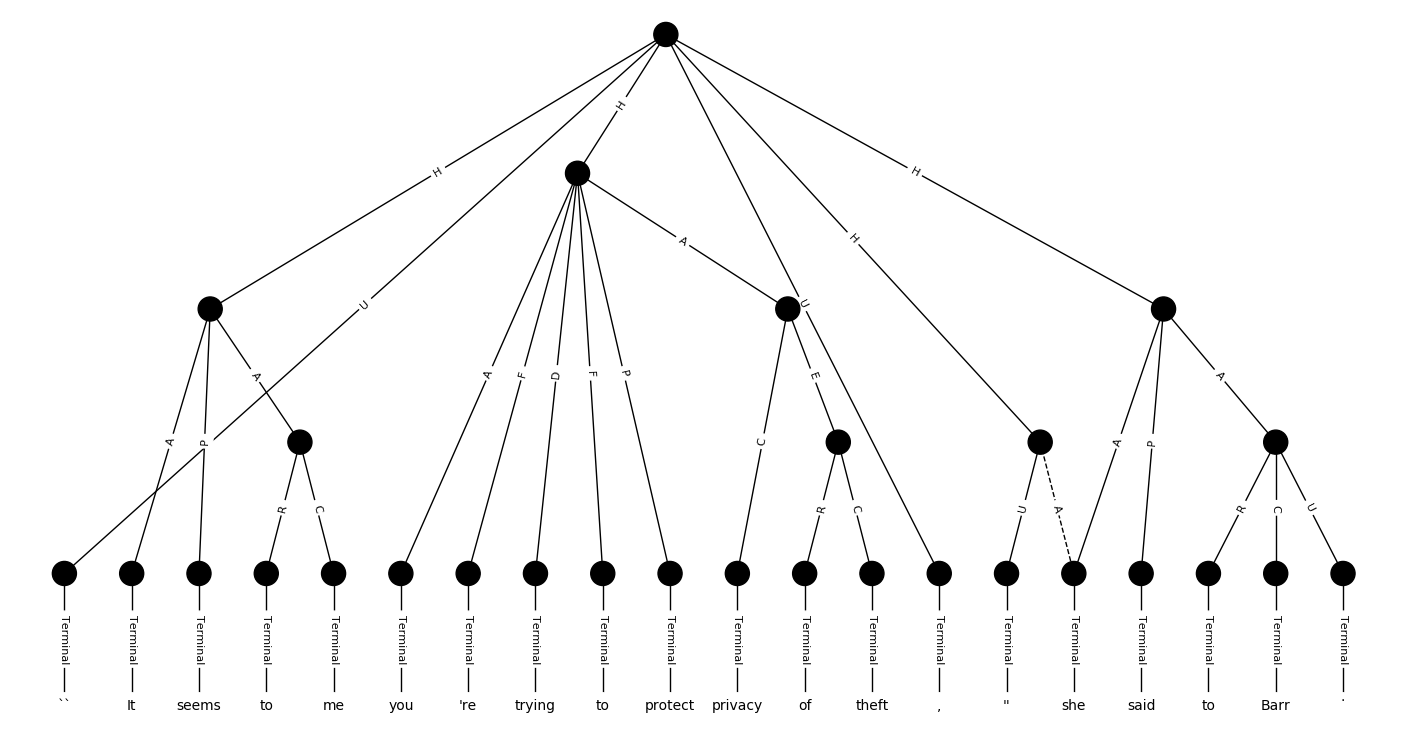 H
H
A
H
U
H
H
U
A
A
F
D
F
P
E
A
A
P
C
A
P
R
C
R
C
U
A
R
C
U
Terminal Terminal Terminal Terminal Terminal Terminal Terminal Terminal Terminal Terminal Terminal Terminal Terminal Terminal Terminal Terminal Terminal Terminal Terminal Terminal
`` It seems to me you 're trying to protect privacy of theft , " she said to Barr .